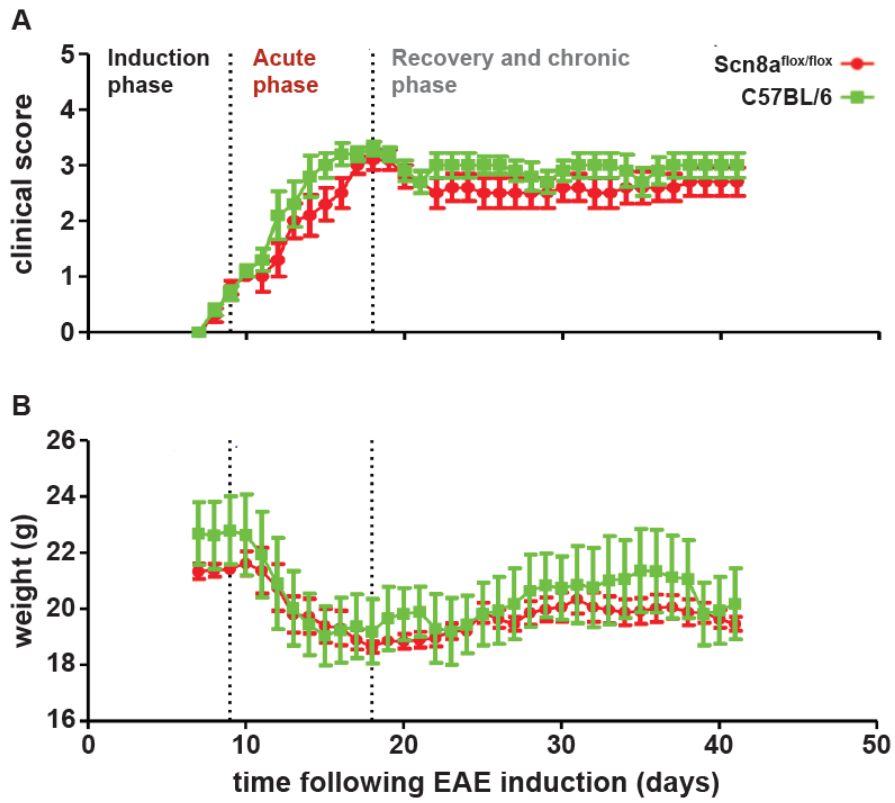 A
5
4
3
2
1
0
clinical score
Induction
phase
Acute
phase
Recovery and chronic
phase
Scn8aflox/flox
C57BL/6
B
26
24
22
20
18
16
weight (g)
0 10 20 30 40 50
time following EAE induction (days)